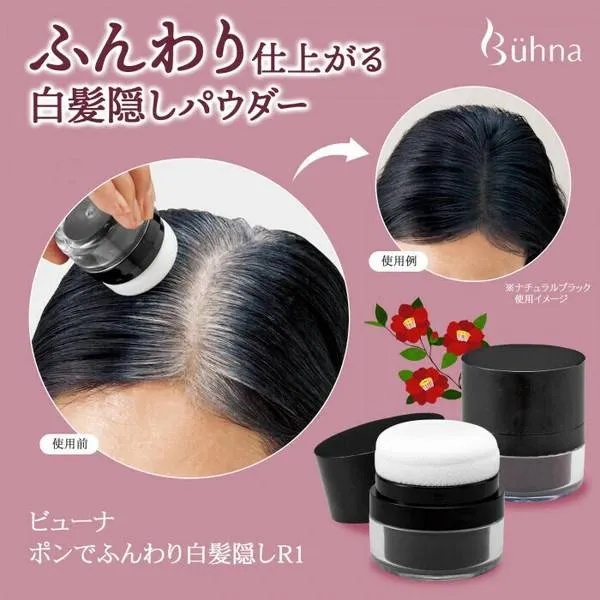 ふんわり仕上がる
白髪隠しパウダー
Bühna
使用例
※ナチュラルブラック
使用イメージ
使用前
ビューナ
ポンでふんわり白髪隠しR1